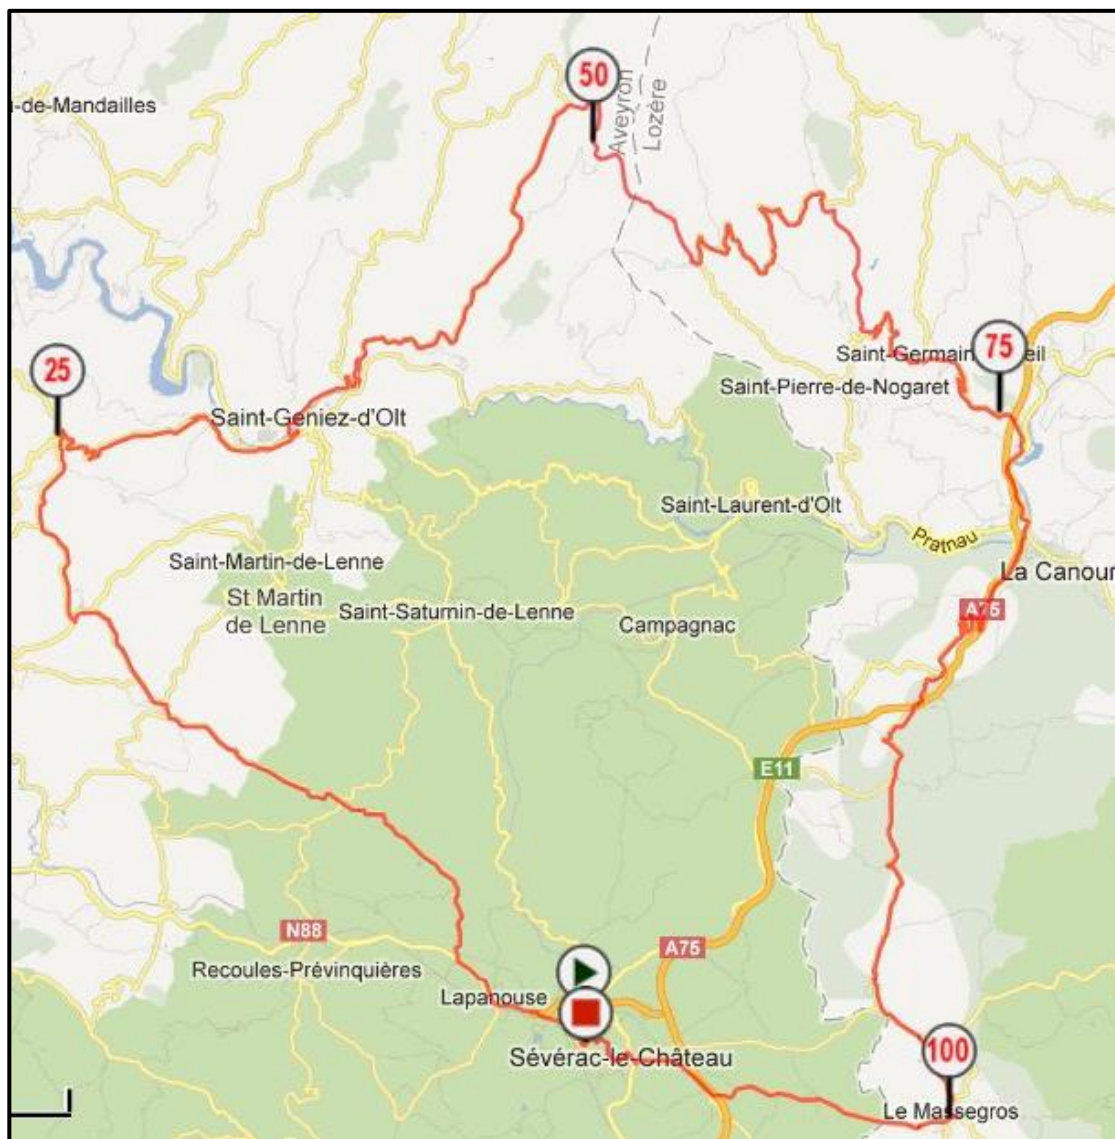 50
Aveyron
Lozère
-de-Mandailles
25
Saint-Geniez-d'Olt
75
Saint-Pierre-de-Nogaret
Saint-Laurent-d'Olt
Pratnau
Saint-Martin-de-Lenne
La Canour
St Martin
de Lenne
Saint-Saturnin-de-Lenne
Campagnac
A75
E11
N88
A75
Recoules-Prévinquières
Lapanouse
Sévérac-le-Château
100
Le Massegros